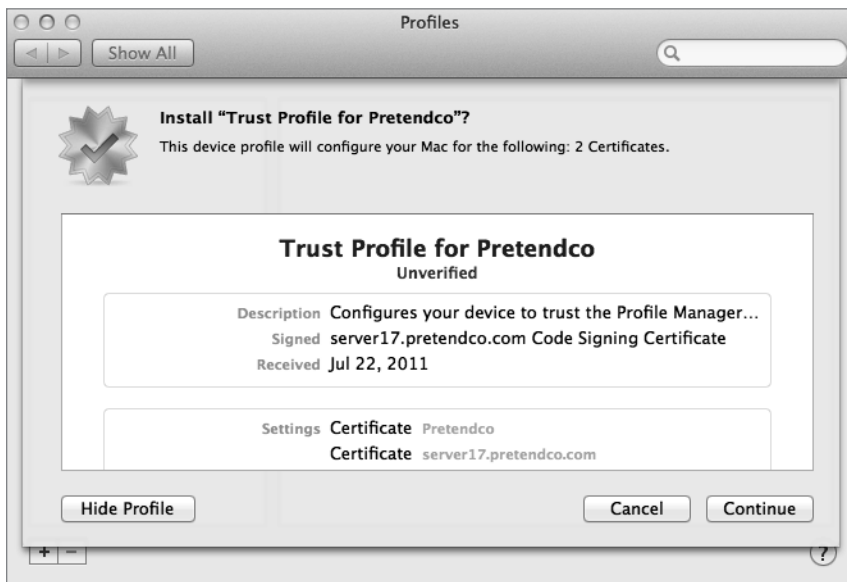 Profiles
Show All
Install “Trust Profile for Pretendco”?
This device profile will configure your Mac for the following: 2 Certificates.
Trust Profile for Pretendco
Unverified
Description Configures your device to trust the Profile Manager...
Signed server17.pretendco.com Code Signing Certificate
Received Jul 22, 2011
Settings Certificate Pretendco
Certificate server17.pretendco.com
Hide Profile Cancel Continue
+ − ?